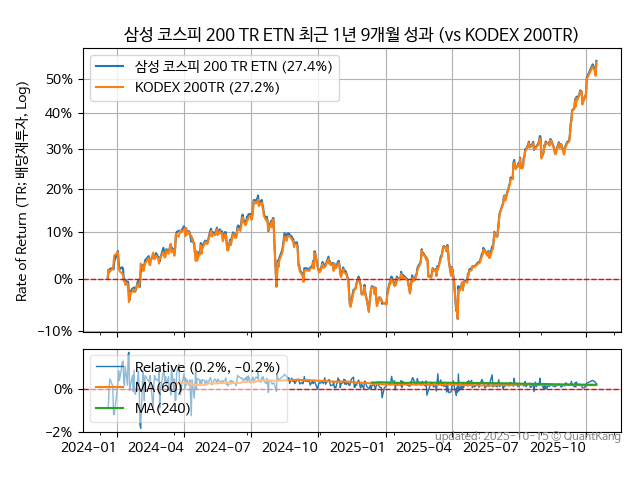 삼성 코스피 200 TR ETN 최근 1년 9개월 성과 (vs KODEX 200TR)
삼성 코스피 200 TR ETN (27.4%)
KODEX 200TR (27.2%)
Rate of Return (TR: 배당재투자, Log)
50%
40%
30%
20%
10%
0%
−10%
Relative (0.2%, -0.2%)
MA(60)
MA(240)
0%
−2%
updated: 2025-10-15 © QuantKang
2024-01
2024-04
2024-07
2024-10
2025-01
2025-04
2025-07
2025-10